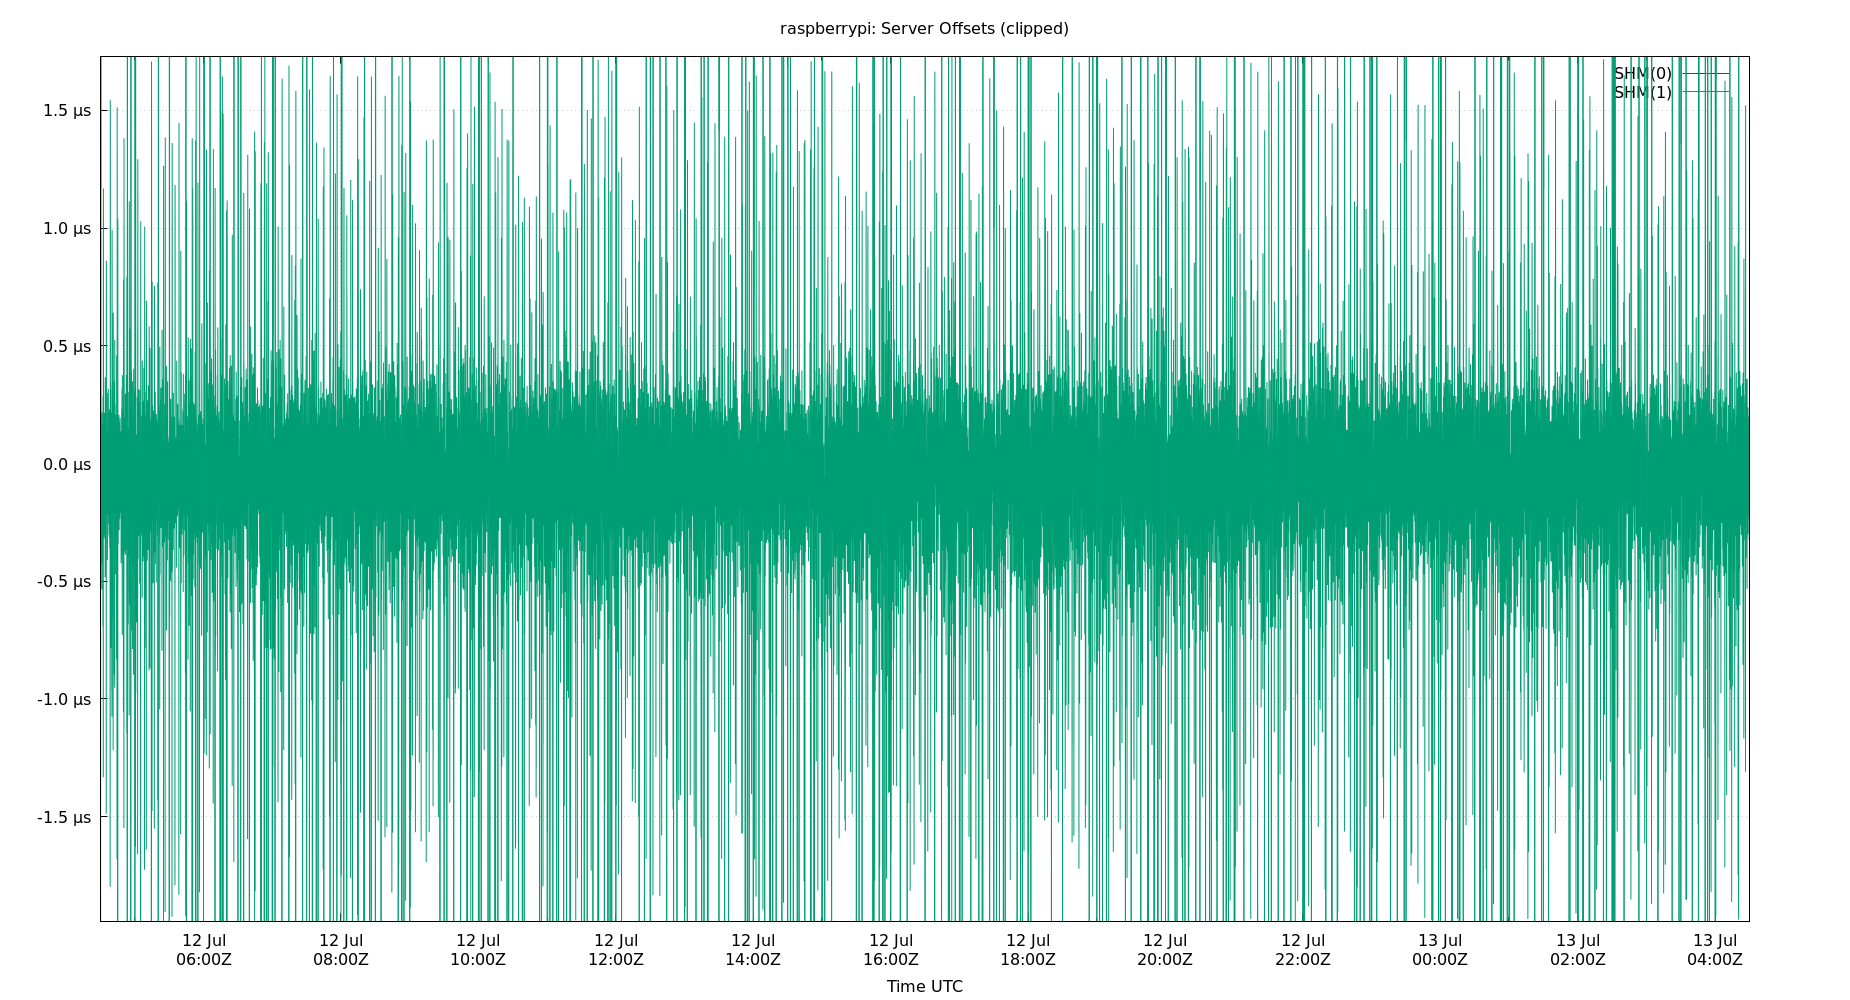 raspberrypi: Server Offsets (clipped)
SHM(0)
SHM(1)
1.5 µs
1.0 µs
0.5 µs
0.0 µs
-0.5 µs
-1.0 µs
-1.5 µs
12 Jul 12 Jul 12 Jul 12 Jul 12 Jul 12 Jul 12 Jul 12 Jul 12 Jul 13 Jul 13 Jul 13 Jul
06:00Z 08:00Z 10:00Z 12:00Z 14:00Z 16:00Z 18:00Z 20:00Z 22:00Z 00:00Z 02:00Z 04:00Z
Time UTC